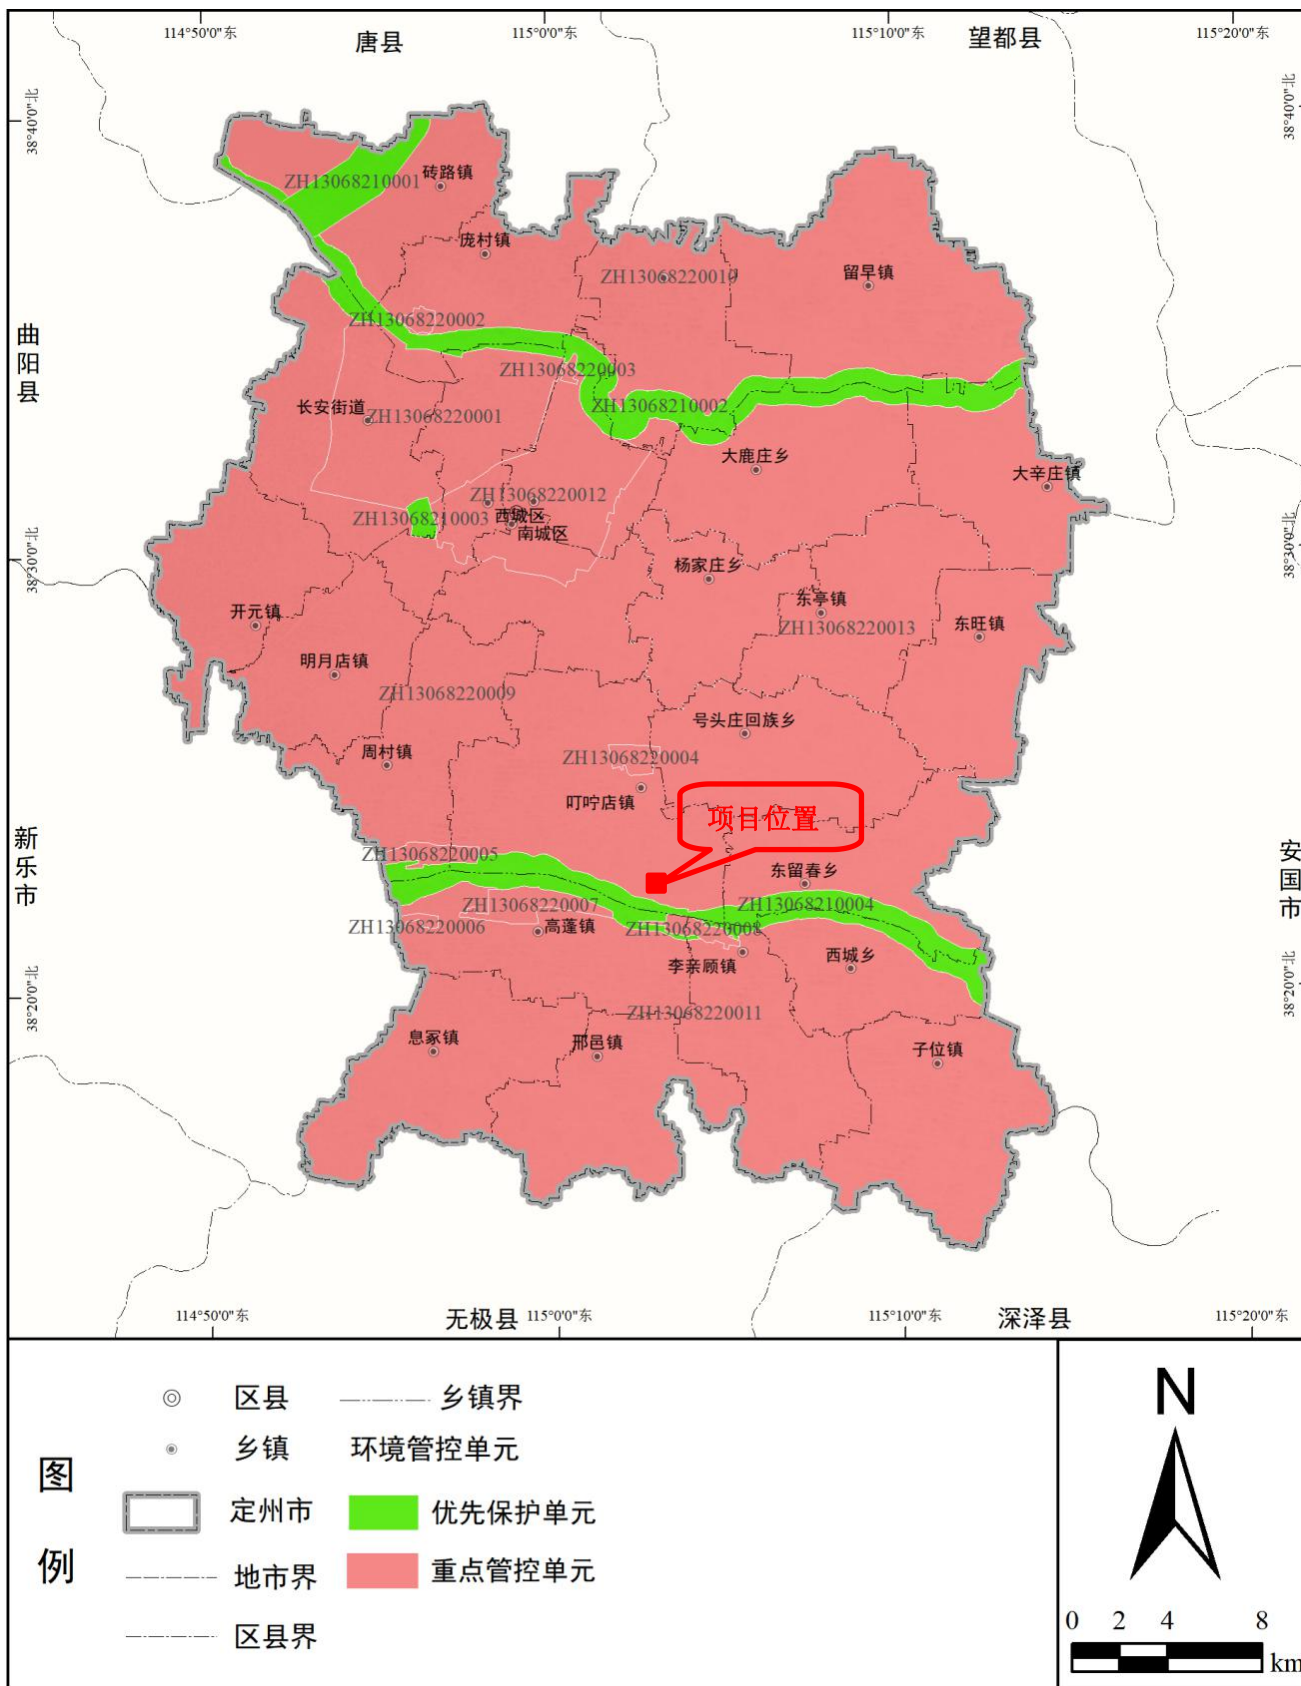 114°50'0"东
115°0'0"东
115°10'0"东
115°20'0"东
唐县
望都县
38°40'0"北
38°40'0"北
ZH13068210001
砖路镇
庞村镇
ZH13068220010
留早镇
曲阳县
ZH13068220002
ZH13068220003
长安街道
ZH13068220001
ZH13068210002
大鹿庄乡
大辛庄镇
ZH13068220012
ZH13068210003
西城区
南城区
38°30'0"北
38°30'0"北
杨家庄乡
开元镇
东亭镇
ZH13068220013
东旺镇
明月店镇
ZH13068220009
号头庄回族乡
周村镇
ZH13068220004
叮咛店镇
项目位置
新乐市
安国市
ZH13068220005
东留春乡
ZH13068220007
ZH13068210004
ZH13068220006
高蓬镇
ZH13068220008
李亲顾镇
西城乡
38°20'0"北
38°20'0"北
ZH13068220011
息冢镇
邢邑镇
子位镇
114°50'0"东
无极县
115°0'0"东
115°10'0"东
深泽县
115°20'0"东
图例
区县
乡镇界
乡镇
环境管控单元
定州市
优先保护单元
地市界
重点管控单元
区县界
N
0 2 4 8
km